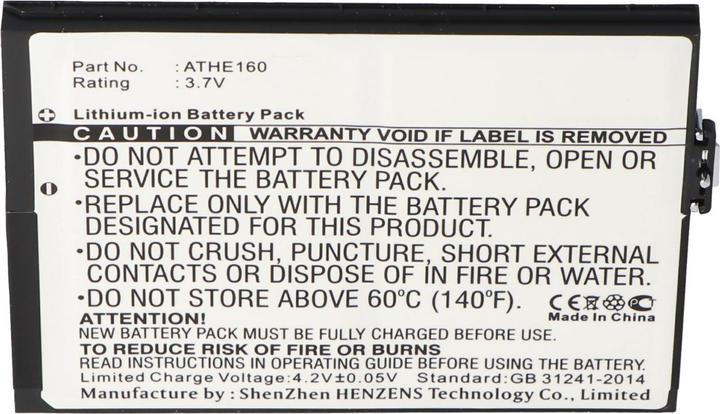 Part No. : ATHE160
Rating : 3.7V
Lithium-ion Battery Pack
CAUTION WARRANTY VOID IF LABEL IS REMOVED
·DO NOT ATTEMPT TO DISASSEMBLE, OPEN OR
SERVICE THE BATTERY PACK.
·REPLACE ONLY WITH THE BATTERY PACK
DESIGNATED FOR THIS PRODUCT.
·DO NOT CRUSH, PUNCTURE, SHORT EXTERNAL
CONTACTS OR DISPOSE OF IN FIRE OR WATER.
·DO NOT STORE ABOVE 60°C (140°F).
CE
Made In China
ATTENTION!
NEW BATTERY PACK MUST BE FULLY CHARGED BEFORE USE.
TO REDUCE RISK OF FIRE OR BURNS
READ INSTRUCTIONS IN OPERATING THE BATTERY.
Limited Charge Voltage:4.2V±0.05V Standard:GB 31241-2014
Manufacture by: ShenZhen HENZENS Technology Co., Limited